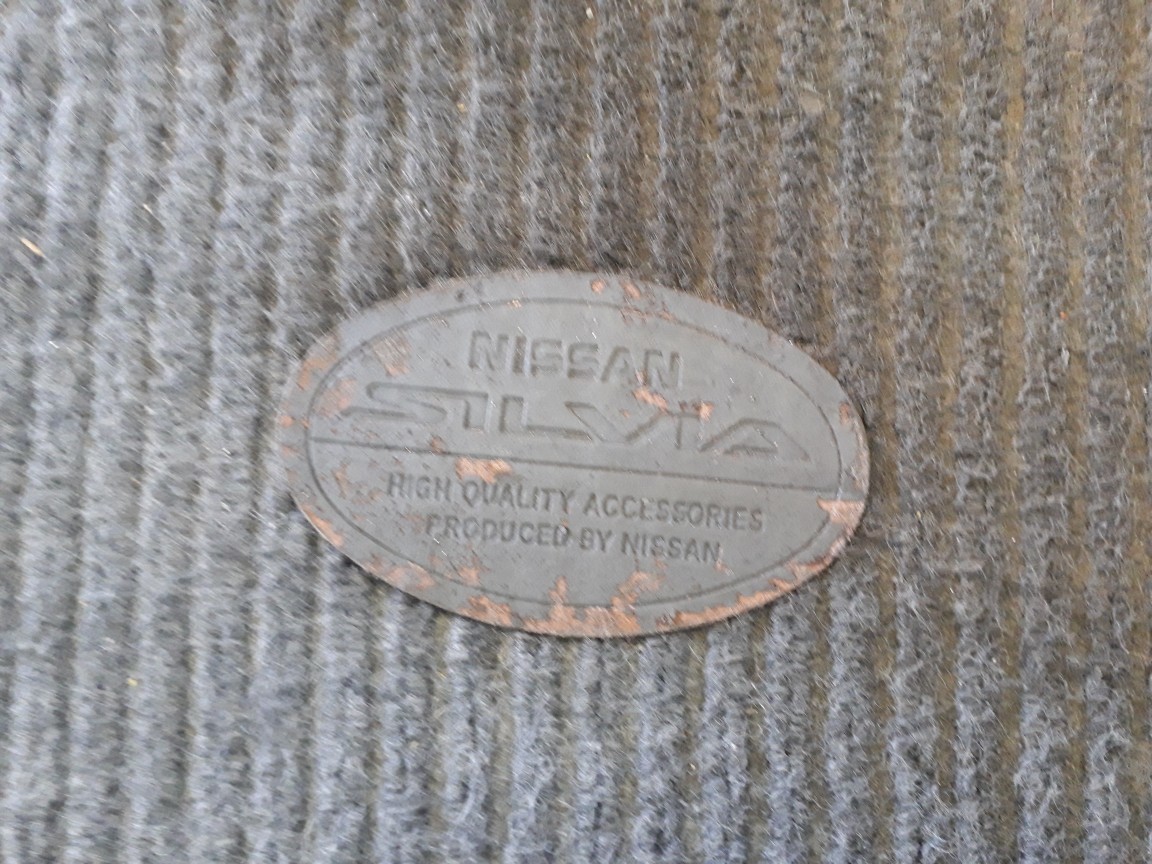 NISSAN
SILVIA
HIGH QUALITY ACCESSORIES
PRODUCED BY NISSAN